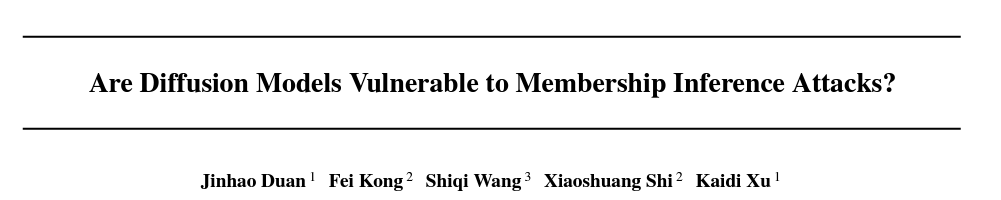 Are Diffusion Models Vulnerable to Membership Inference Attacks?
Jinhao Duan 1 Fei Kong 2 Shiqi Wang 3 Xiaoshuang Shi 2 Kaidi Xu 1